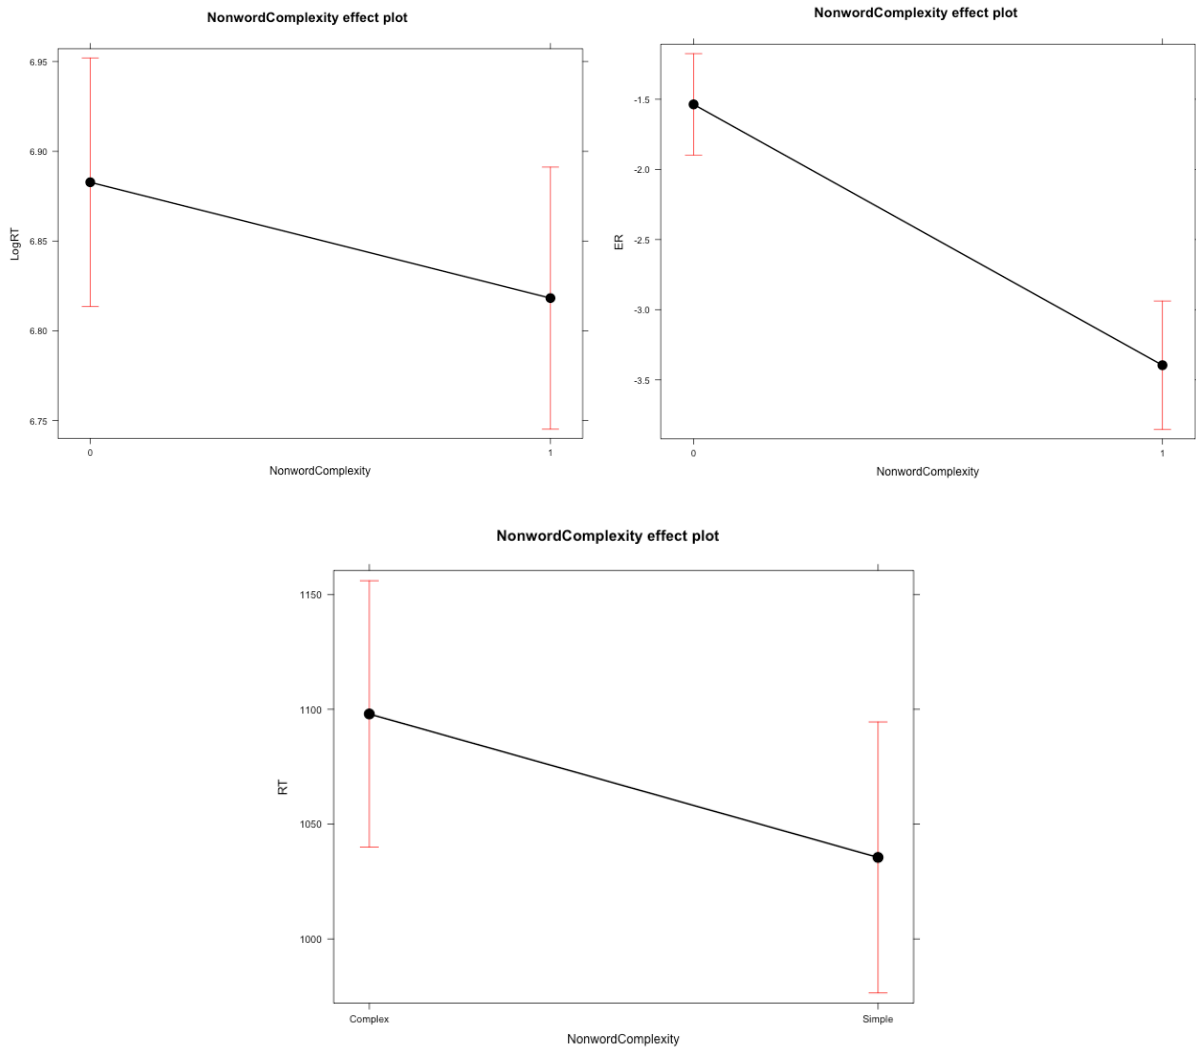 NonwordComplexity effect plot
6.95
6.90
6.85
6.80
6.75
LogRT
0
1
NonwordComplexity
NonwordComplexity effect plot
-1.5
-2.0
-2.5
-3.0
-3.5
ER
0
1
NonwordComplexity
NonwordComplexity effect plot
1150
1100
1050
1000
RT
Complex
Simple
NonwordComplexity